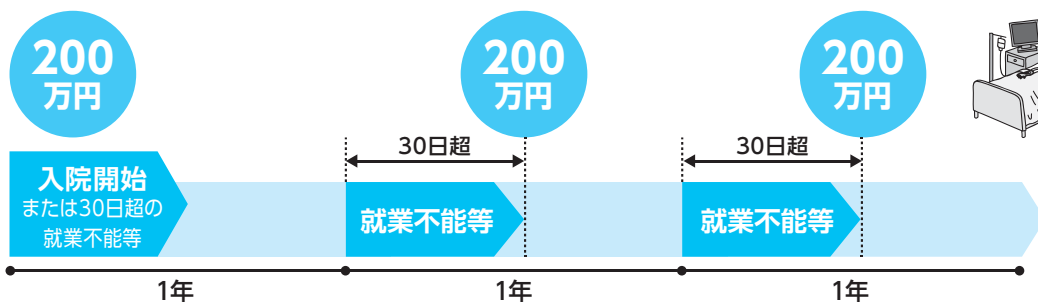 200
万円
200
万円
200
万円
30日超
30日超
入院開始
または30日超の
就業不能等
就業不能等
就業不能等
1年
1年
1年